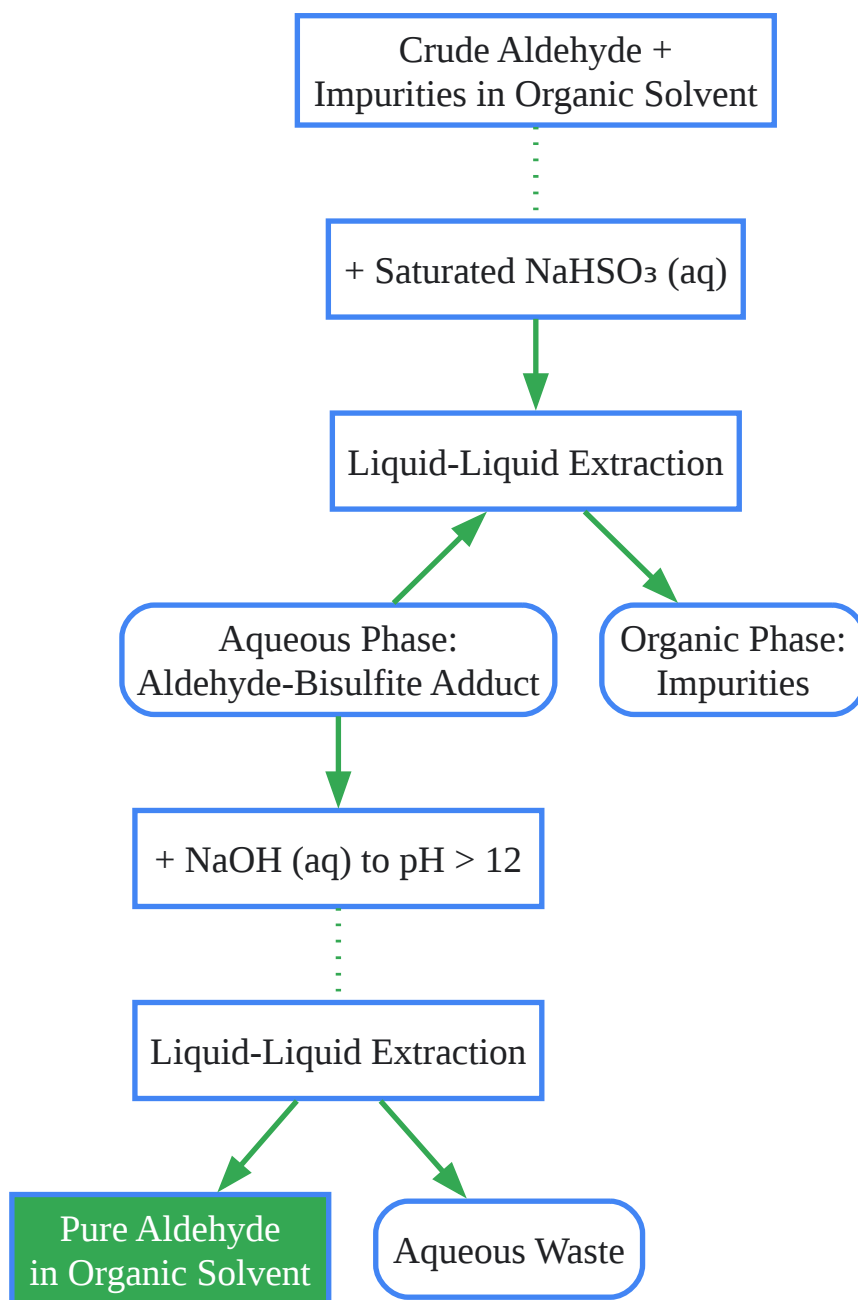 Crude Aldehyde +
Impurities in Organic Solvent
+ Saturated NaHSO₃ (aq)
Liquid-Liquid Extraction
Aqueous Phase:
Aldehyde-Bisulfite Adduct
Organic Phase:
Impurities
+ NaOH (aq) to pH > 12
Liquid-Liquid Extraction
Pure Aldehyde
in Organic Solvent
Aqueous Waste